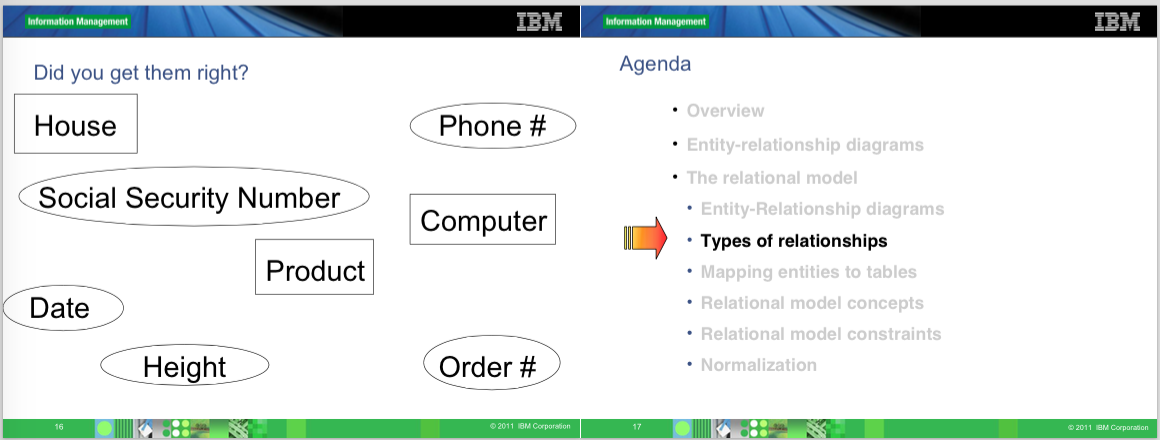 Information Management
IBM
Did you get them right?
House
Phone #
Social Security Number
Computer
Product
Date
Height
Order #
16
© 2011 IBM Corporation
Information Management
IBM
Agenda
• Overview
• Entity-relationship diagrams
• The relational model
• Entity-Relationship diagrams
• Types of relationships
• Mapping entities to tables
• Relational model concepts
• Relational model constraints
• Normalization
17
© 2011 IBM Corporation